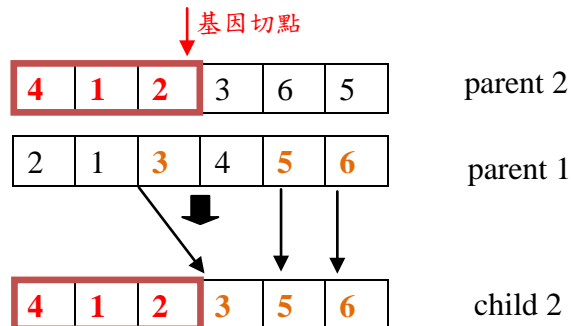 基因切點
4 1 2 3 6 5 parent 2
2 1 3 4 5 6 parent 1
4 1 2 3 5 6 child 2